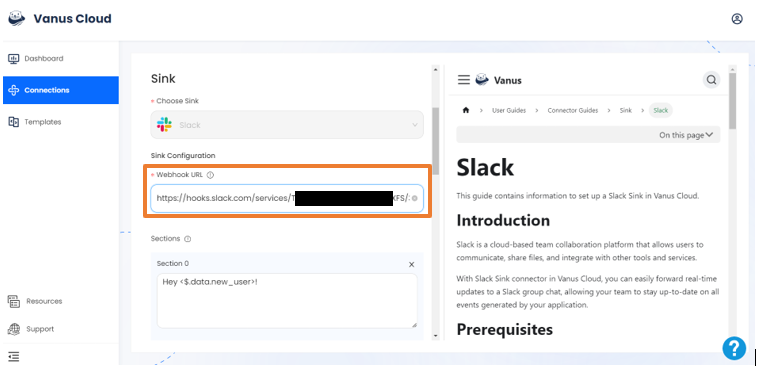 Vanus Cloud
Dashboard
Connections
Templates
Resources
Support
Sink
* Choose Sink
Slack
Sink Configuration
* Webhook URL
https://hooks.slack.com/services/T XFS/
Sections
Section 0
Hey <$.data.new_user>!
Vanus
User Guides > Connector Guides > Sink > Slack
On this page
Slack
This guide contains information to set up a Slack Sink in Vanus Cloud.
Introduction
Slack is a cloud-based team collaboration platform that allows users to
communicate, share files, and integrate with other tools and services.
With Slack Sink connector in Vanus Cloud, you can easily forward real-time
updates to a Slack group chat, allowing your team to stay up-to-date on all
events generated by your application.
Prerequisites
?